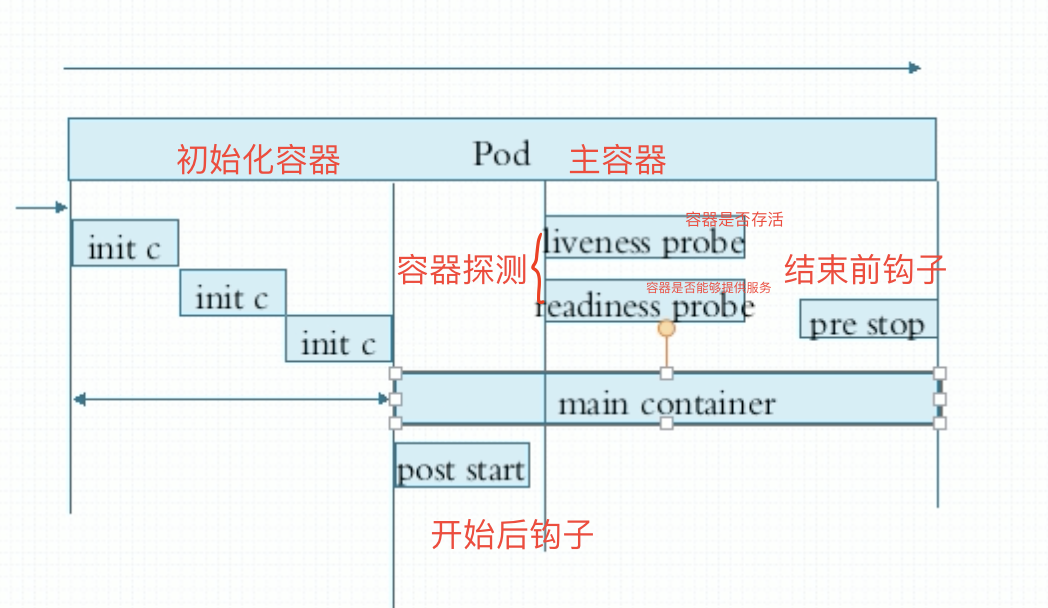 初始化容器 Pod 主容器
容器是否存活
init c
liveness probe
容器探测
结束前钩子
容器是否能够提供服务
init c
readiness probe
pre stop
init c
main container
post start
开始后钩子